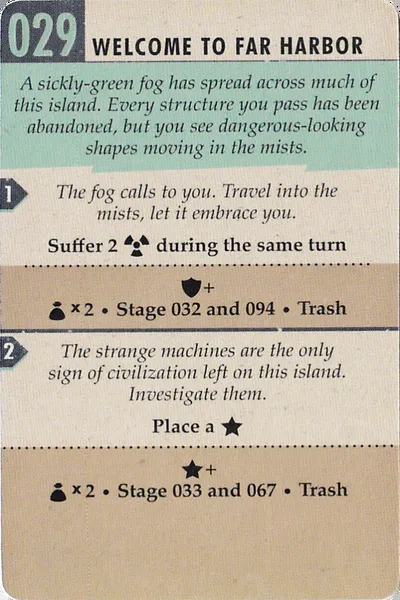 029 WELCOME TO FAR HARBOR
A sickly-green fog has spread across much of
this island. Every structure you pass has been
abandoned, but you see dangerous-looking
shapes moving in the mists.
1
The fog calls to you. Travel into the
mists, let it embrace you.
Suffer 2 ☢ during the same turn
+
x 2 • Stage 032 and 094 • Trash
2
The strange machines are the only
sign of civilization left on this island.
Investigate them.
Place a ★
★+
x 2 • Stage 033 and 067 • Trash